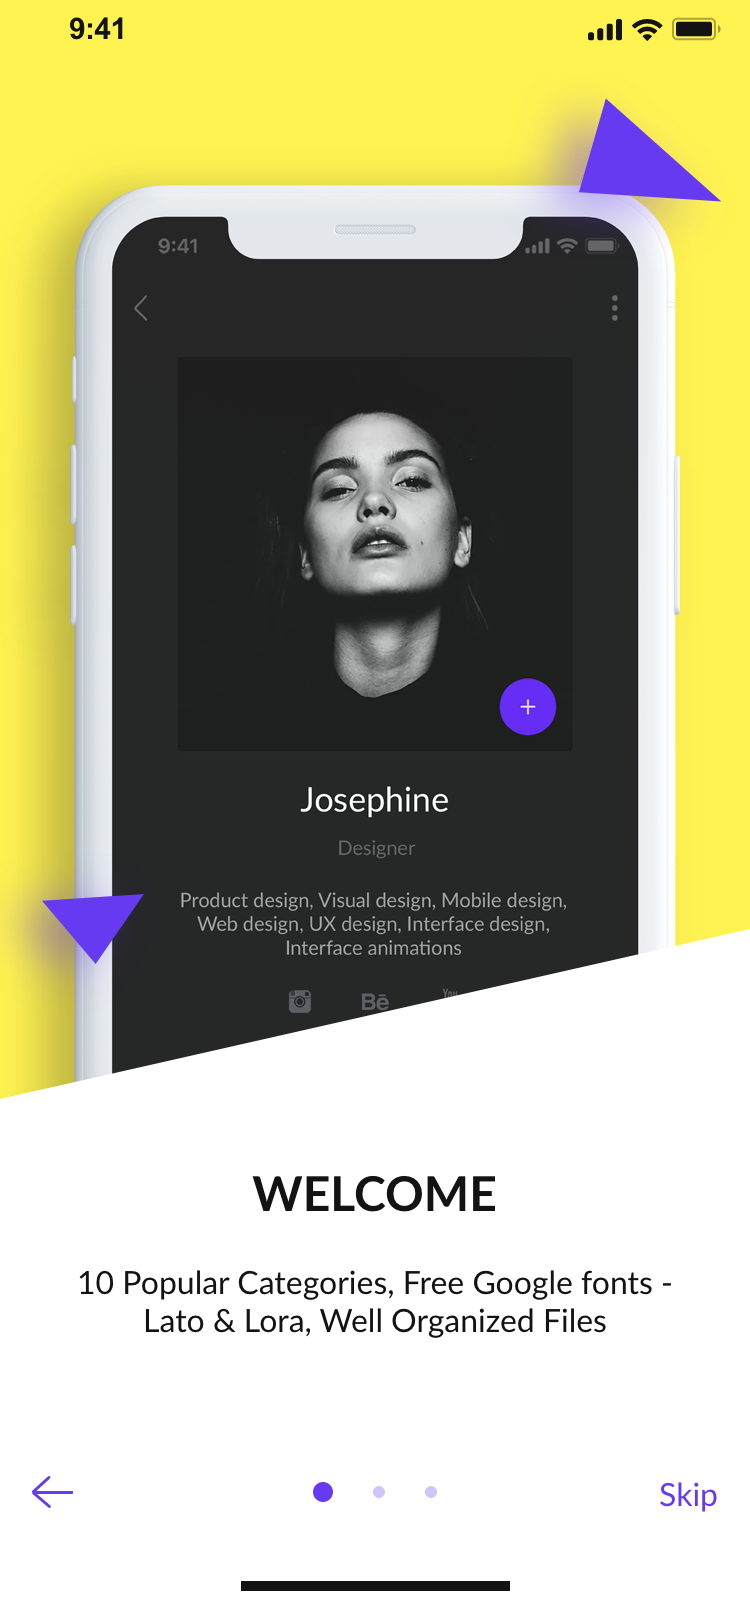 9:41
9:41
Josephine
Designer
Product design, Visual design, Mobile design,
Web design, UX design, Interface design,
Interface animations
Bē
You
WELCOME
10 Popular Categories, Free Google fonts -
Lato & Lora, Well Organized Files
Skip